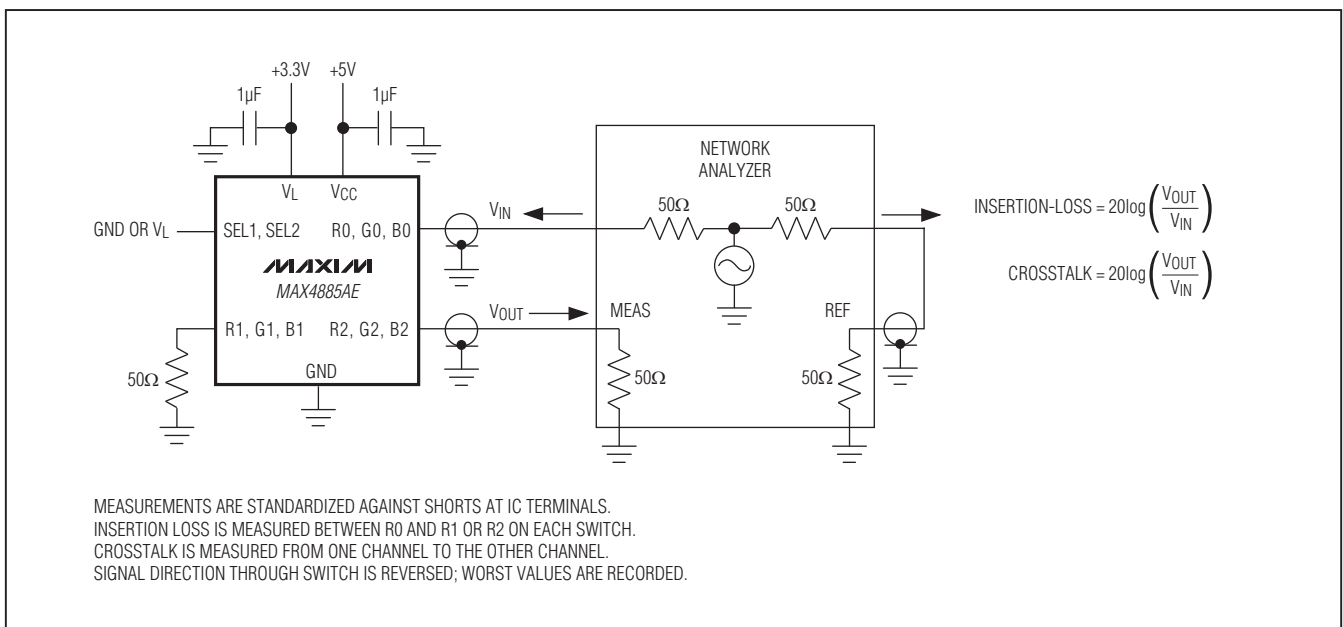 +3.3V +5V
1µF 1µF
NETWORK
ANALYZER
VL VCC
50Ω 50Ω
VIN
INSERTION-LOSS = 20log(VOUT/VIN)
GND OR VL
SEL1, SEL2 R0, G0, B0
MAXIM
MAX4885AE
CROSSTALK = 20log(VOUT/VIN)
VOUT
MEAS REF
R1, G1, B1 R2, G2, B2
GND
50Ω 50Ω 50Ω
MEASUREMENTS ARE STANDARDIZED AGAINST SHORTS AT IC TERMINALS.
INSERTION LOSS IS MEASURED BETWEEN R0 AND R1 OR R2 ON EACH SWITCH.
CROSSTALK IS MEASURED FROM ONE CHANNEL TO THE OTHER CHANNEL.
SIGNAL DIRECTION THROUGH SWITCH IS REVERSED; WORST VALUES ARE RECORDED.